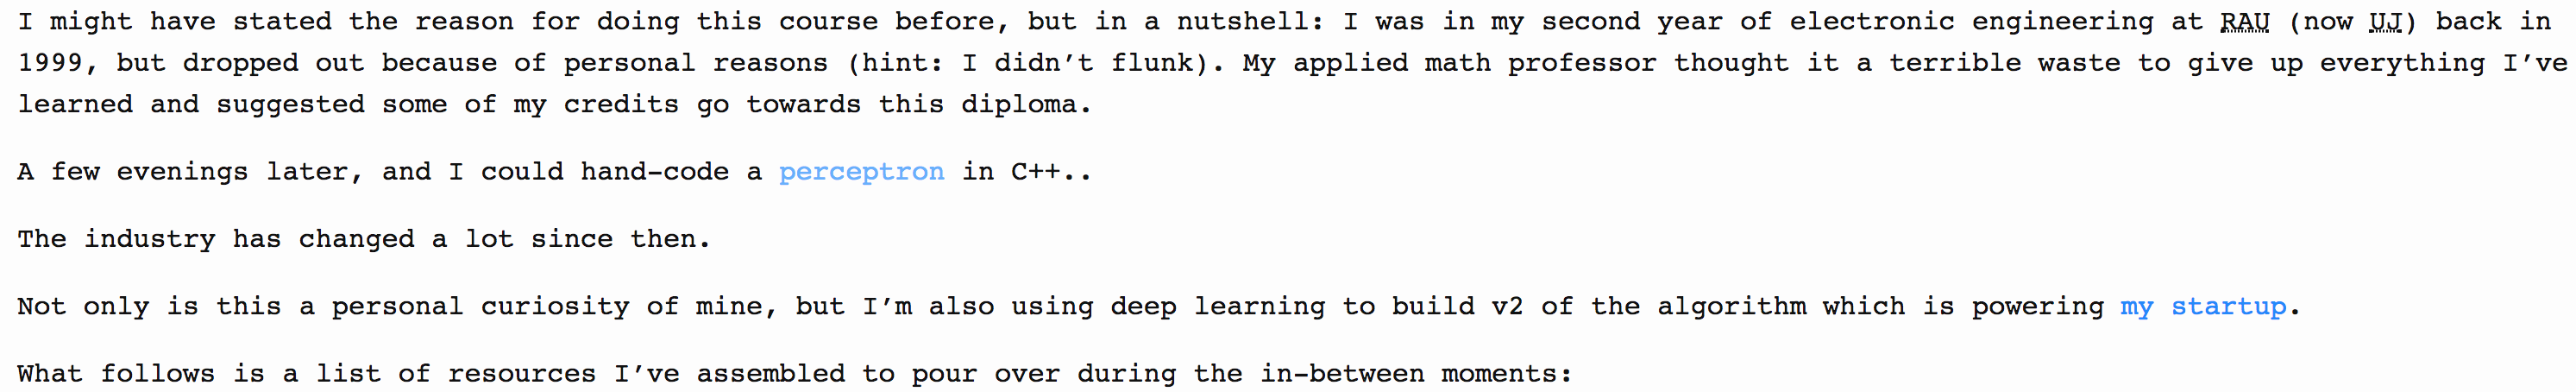 I might have stated the reason for doing this course before, but in a nutshell: I was in my second year of electronic engineering at RAU (now UJ) back in
1999, but dropped out because of personal reasons (hint: I didn’t flunk). My applied math professor thought it a terrible waste to give up everything I’ve
learned and suggested some of my credits go towards this diploma.
A few evenings later, and I could hand-code a perceptron in C++..
The industry has changed a lot since then.
Not only is this a personal curiosity of mine, but I’m also using deep learning to build v2 of the algorithm which is powering my startup.
What follows is a list of resources I’ve assembled to pour over during the in-between moments: